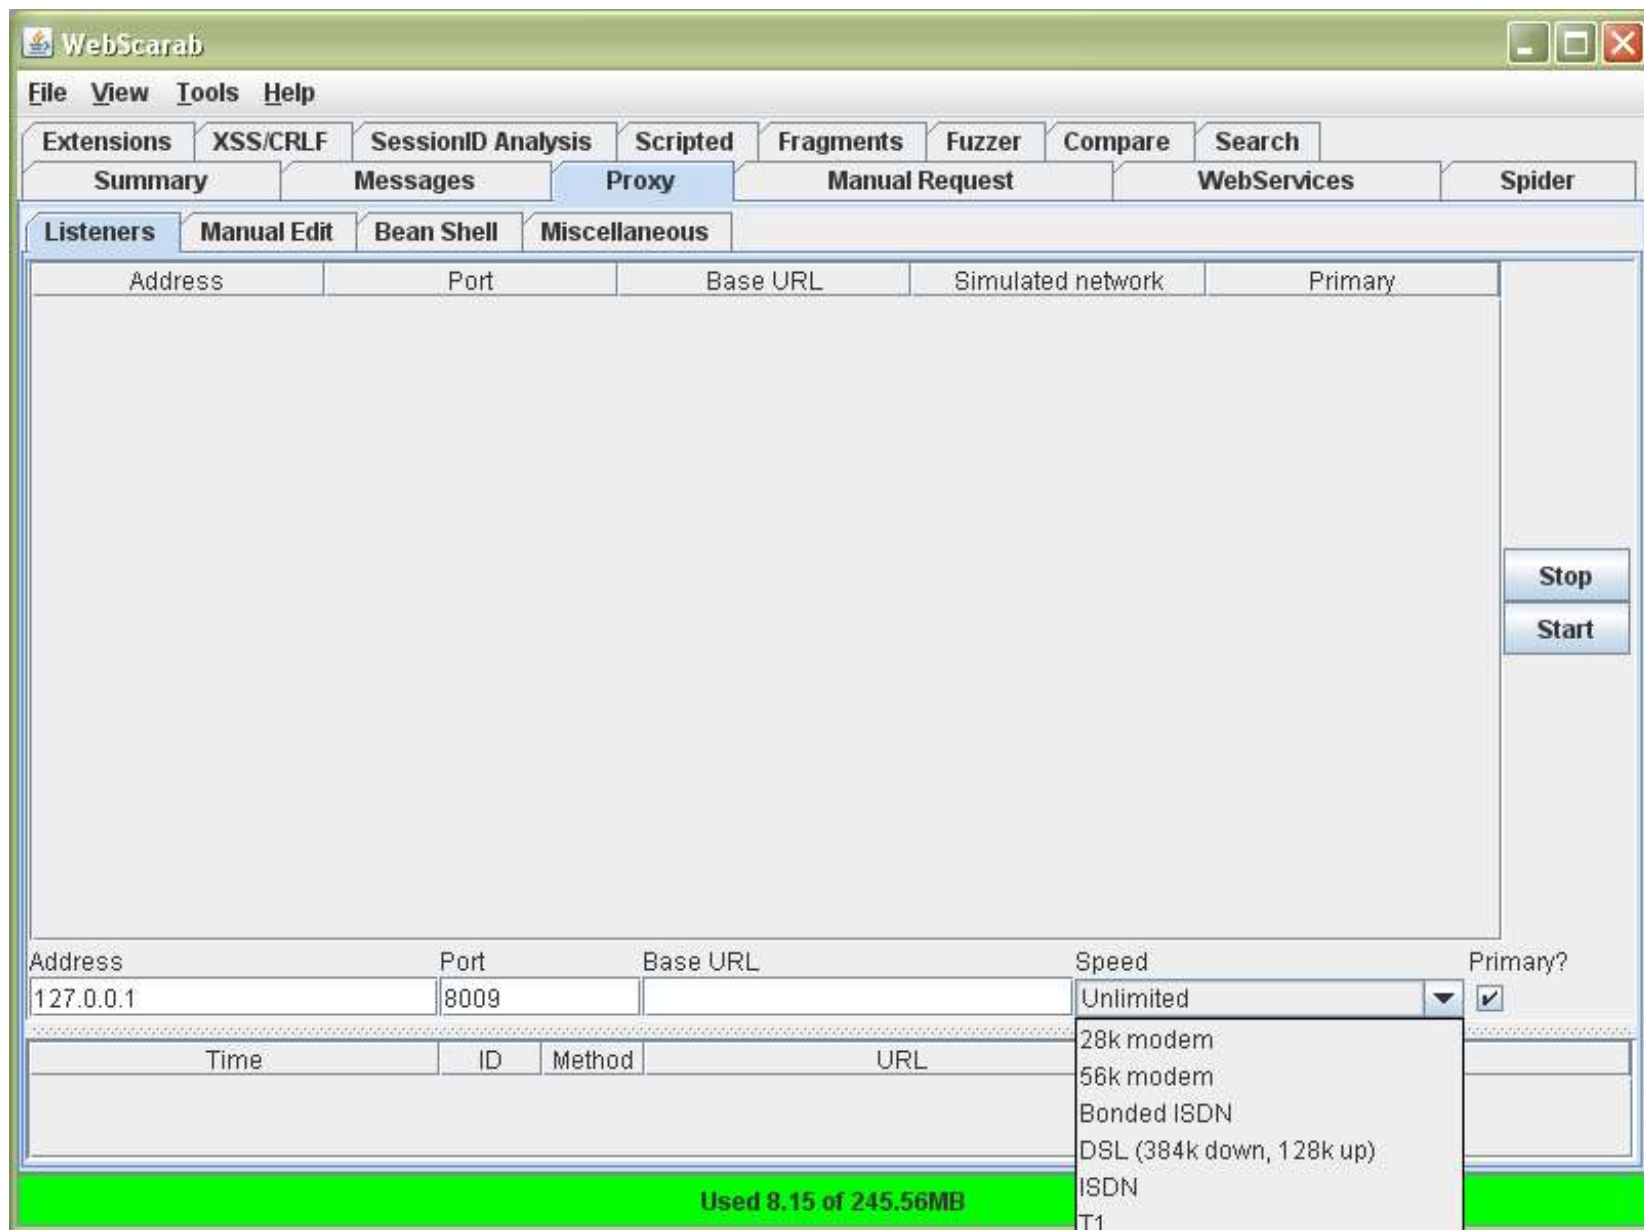 WebScarab
File View Tools Help
Extensions XSS/CRLF SessionID Analysis Scripted Fragments Fuzzer Compare Search
Summary Messages Proxy Manual Request WebServices Spider
Listeners Manual Edit Bean Shell Miscellaneous
Address Port Base URL Simulated network Primary
Stop
Start
Address Port Base URL Speed Primary?
127.0.0.1 8009 Unlimited
28k modem
Time ID Method URL
56k modem
Bonded ISDN
DSL (384k down, 128k up)
ISDN
Used 8.15 of 245.56MB
T1